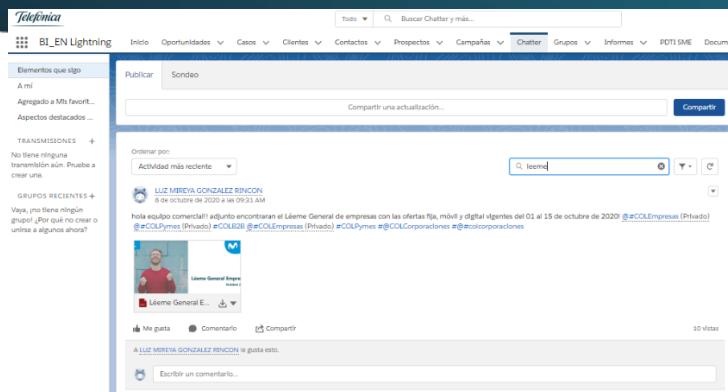 Telefónica
Todo
Buscar Chatter y más...
BI_EN Lightning
Inicio Oportunidades Casos Clientes Contactos Prospectos Campañas Chatter Grupos Informes PDTI SME Docum
Elementos que sigo
A mí
Agregado a Mis favorit...
Aspectos destacados ...
TRANSMISIONES +
No tiene ninguna
transmisión aún. Pruebe a
crear una.
GRUPOS RECIENTES +
Vaya, ¡no tiene ningún
grupo! ¿Por qué no crear o
unirse a algunos ahora?
Publicar Sondeo
Compartir una actualización...
Compartir
Ordenar por:
Actividad más reciente
leeme
LUZ MIREYA GONZALEZ RINCON
8 de octubre de 2020 a las 09:31 AM
hola equipo comercial!! adjunto encontraran el Léeme General de empresas con las ofertas fija, móvil y digital vigentes del 01 al 15 de octubre de 2020! @#COLEmpresas (Privado)
@#COLPymes (Privado) #COLB2B @#COLEmpresas (Privado) #COLPymes #COLCorporaciones #@#colcorporaciones
Léeme General Empre
Léeme General E...
Me gusta Comentario Compartir
10 vistas
A LUZ MIREYA GONZALEZ RINCON le gusta esto.
Escribir un comentario...